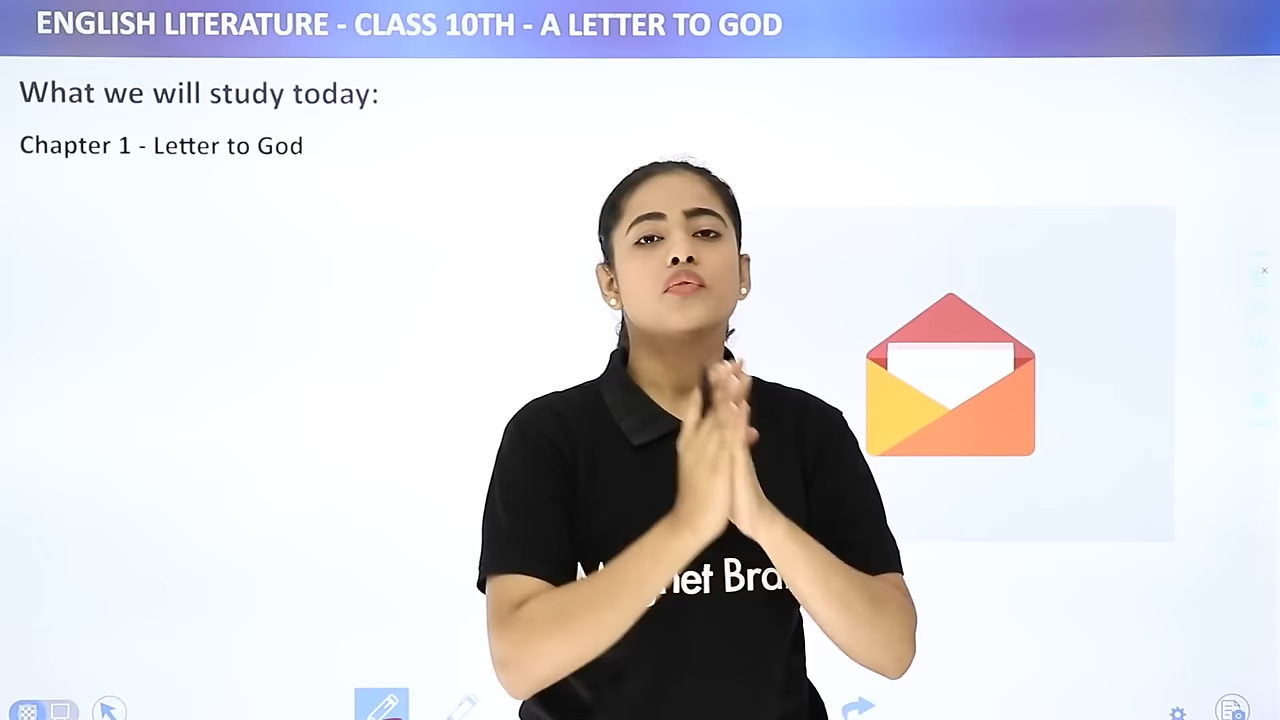 ENGLISH LITERATURE - CLASS 10TH - A LETTER TO GOD
What we will study today:
Chapter 1 - Letter to God